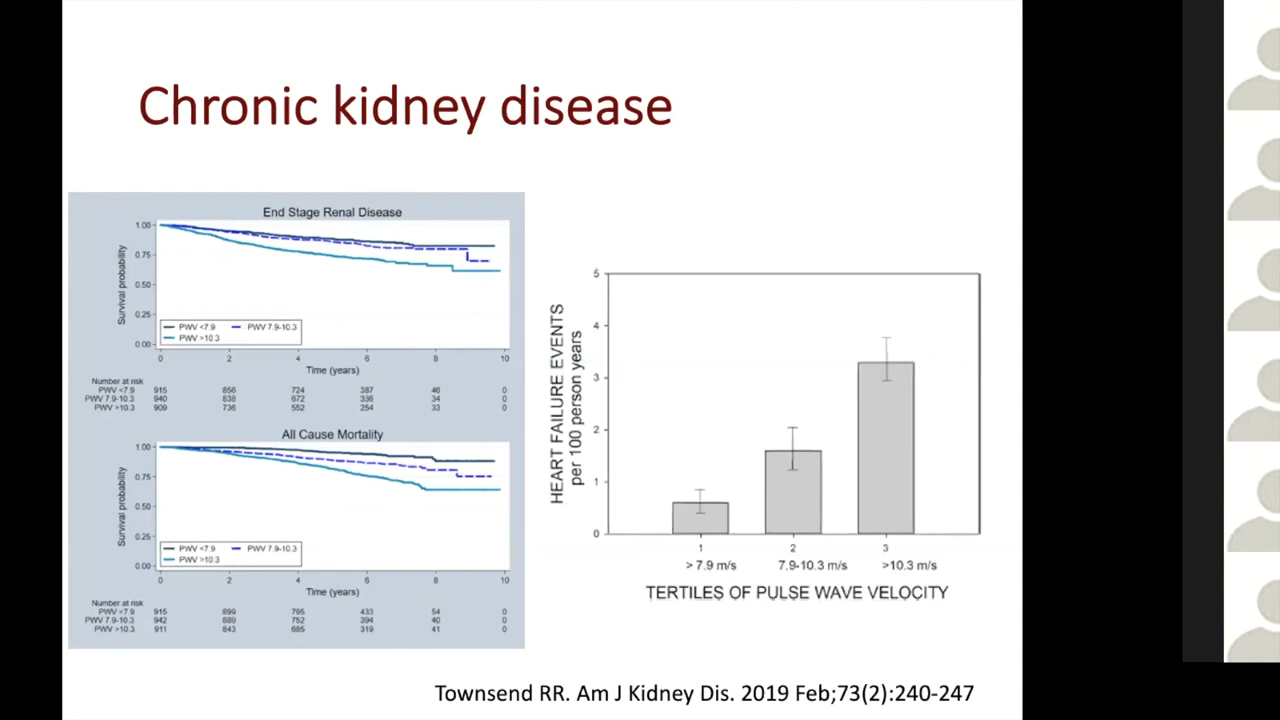 Chronic kidney disease
End Stage Renal Disease
Survival probability
1.00
0.75
0.50
0.25
0.00
PWV <7.9
PWV 7.9-10.3
PWV >10.3
0 2 4 6 8 10
Time (years)
Number at risk
PWV <7.9 915 856 724 387 46 0
PWV 7.9-10.3 940 838 672 336 34 0
PWV >10.3 909 736 552 254 33 0
All Cause Mortality
Survival probability
1.00
0.75
0.50
0.25
0.00
PWV <7.9
PWV 7.9-10.3
PWV >10.3
0 2 4 6 8 10
Time (years)
Number at risk
PWV <7.9 915 899 795 433 54 0
PWV 7.9-10.3 942 889 752 394 40 0
PWV >10.3 911 843 685 319 41 0
HEART FAILURE EVENTS
per 100 person years
5
4
3
2
1
0
1 2 3
> 7.9 m/s 7.9-10.3 m/s >10.3 m/s
TERTILES OF PULSE WAVE VELOCITY
Townsend RR. Am J Kidney Dis. 2019 Feb;73(2):240-247